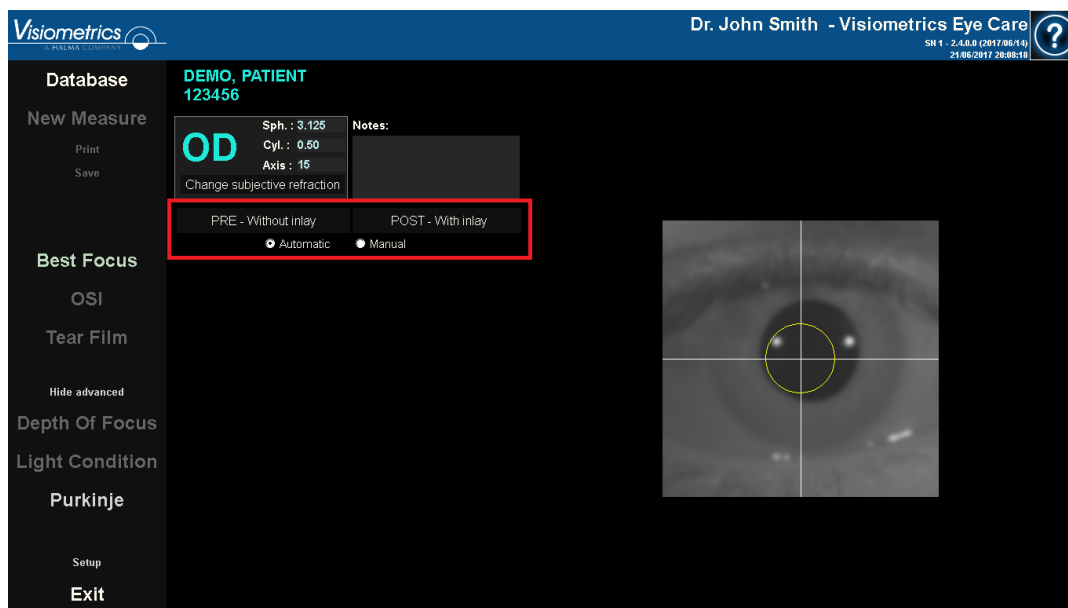 Visiometrics
A HALMA COMPANY
Dr. John Smith - Visiometrics Eye Care
SN 1 - 2.4.0.0 (2017/06/14)
21/06/2017 20:08:18
?
Database
New Measure
Print
Save
Best Focus
OSI
Tear Film
Hide advanced
Depth Of Focus
Light Condition
Purkinje
Setup
Exit
DEMO, PATIENT
123456
OD
Sph. : 3.125
Cyl. : 0.50
Axis : 15
Change subjective refraction
Notes:
PRE - Without inlay
POST - With inlay
Automatic
Manual